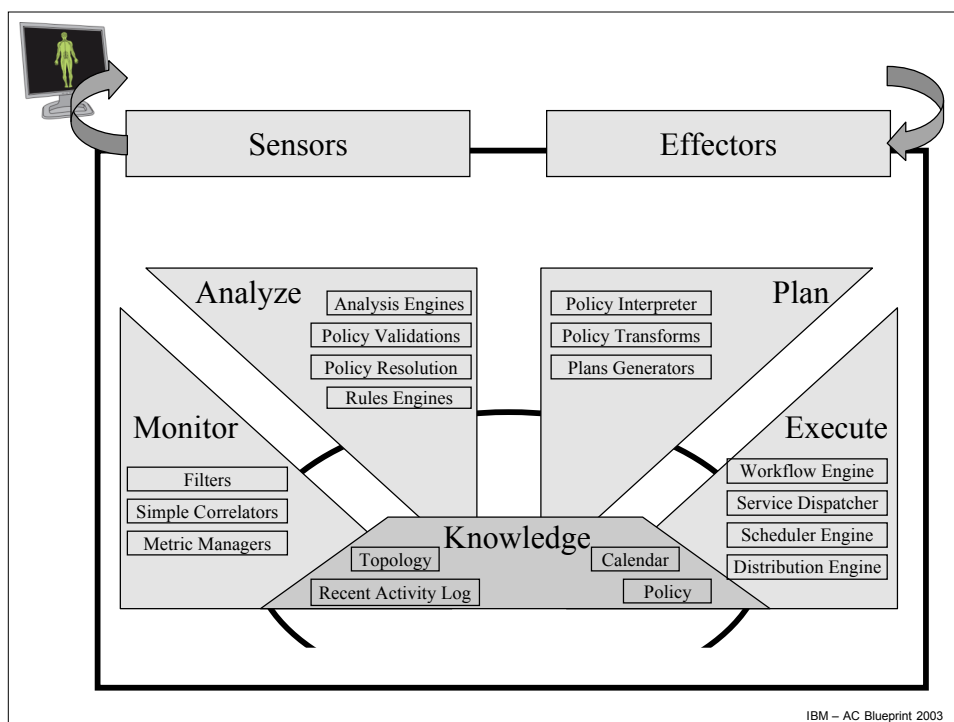 Sensors
Effectors
Analyze
Analysis Engines
Policy Validations
Policy Resolution
Rules Engines
Plan
Policy Interpreter
Policy Transforms
Plans Generators
Monitor
Filters
Simple Correlators
Metric Managers
Execute
Workflow Engine
Service Dispatcher
Scheduler Engine
Distribution Engine
Knowledge
Topology
Calendar
Recent Activity Log
Policy
IBM – AC Blueprint 2003